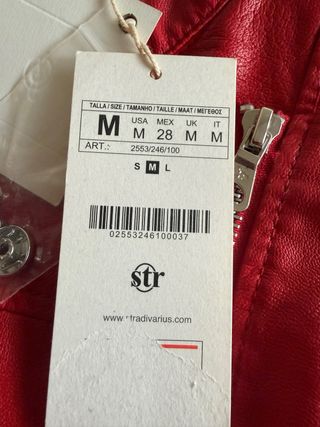 TALLA / SIZE / TAMANHO / TAILLE / MAAT / ΜΕΓΕΘΟΣ
M USA MEX UK IT
M 28 M M
ART.: 2553/246/100
S M L
02553246100037
str
www.stradivarius.com